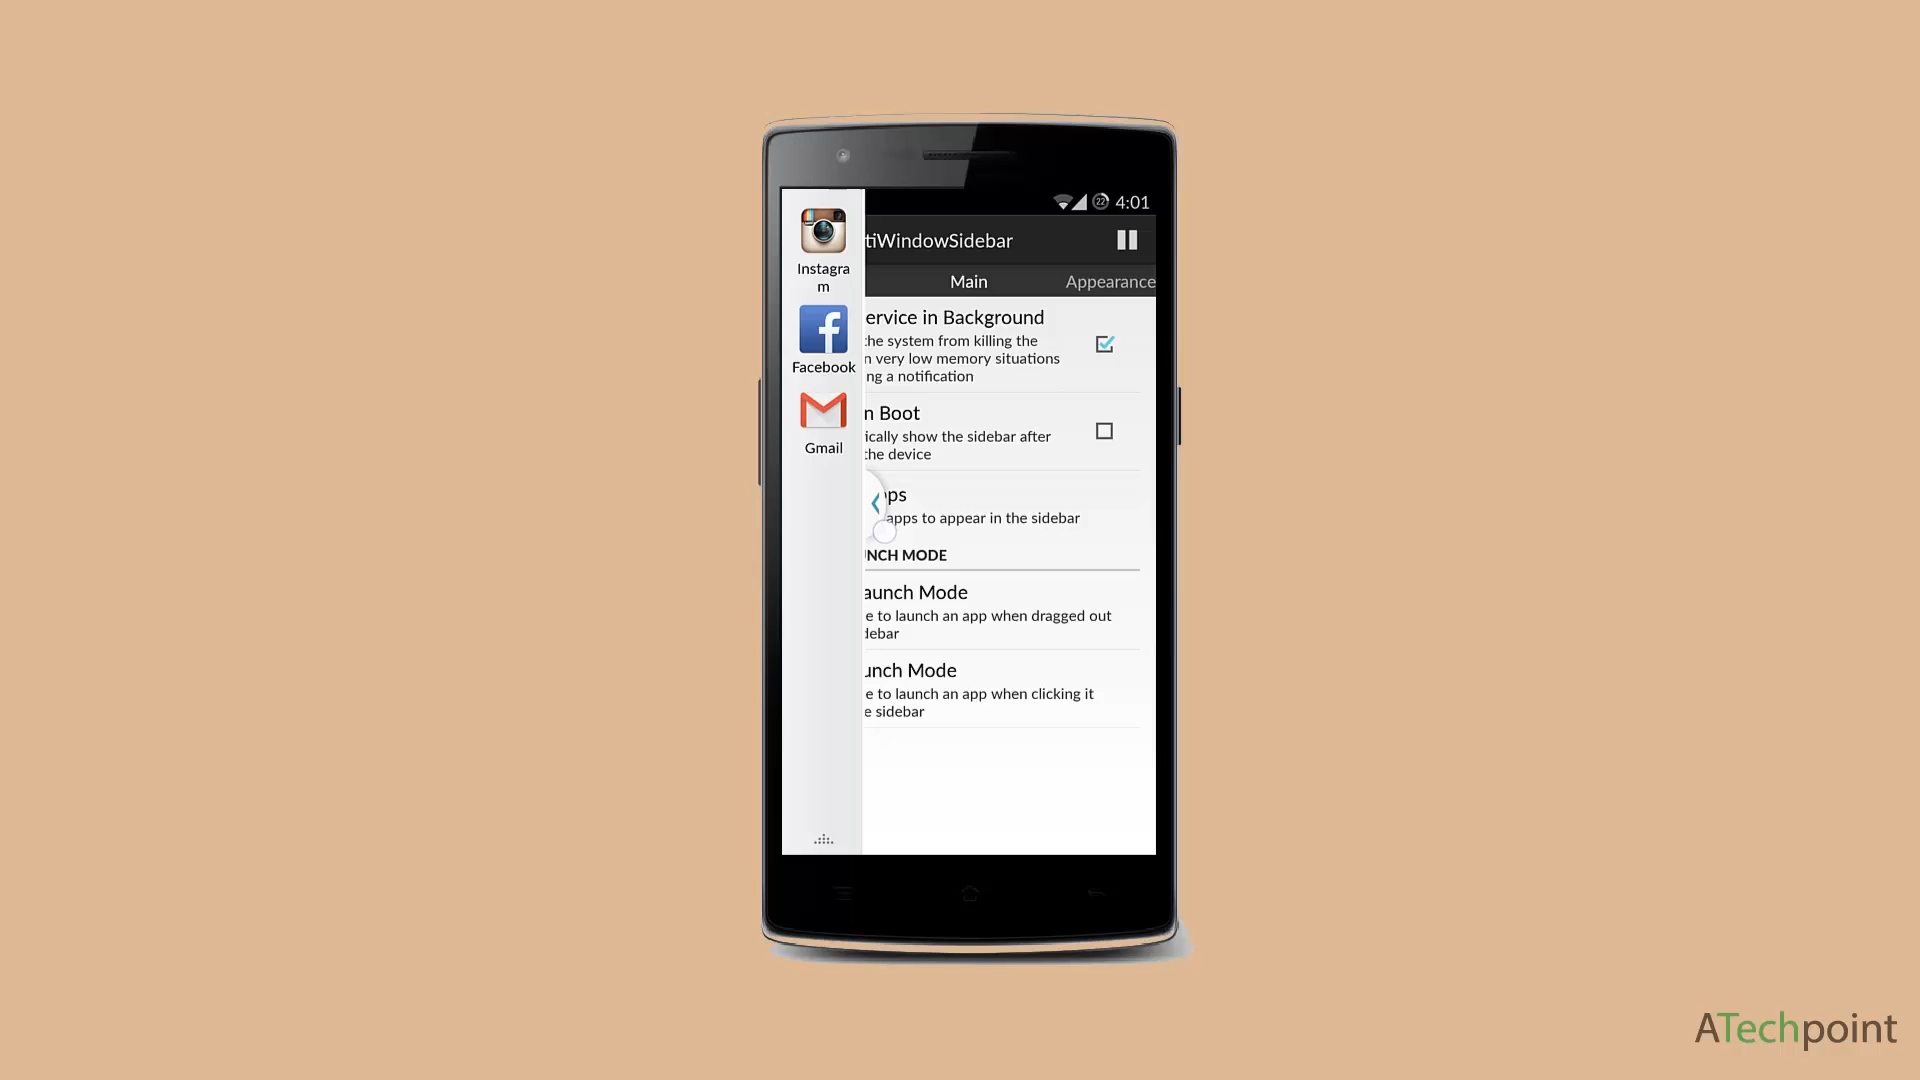 22 4:01
tiWindowSidebar
Main Appearance
Instagra
m
Facebook
Gmail
ervice in Background
the system from killing the
n very low memory situations
ng a notification
n Boot
ically show the sidebar after
the device
ps
apps to appear in the sidebar
NCH MODE
aunch Mode
e to launch an app when dragged out
debar
unch Mode
e to launch an app when clicking it
e sidebar
ATechpoint